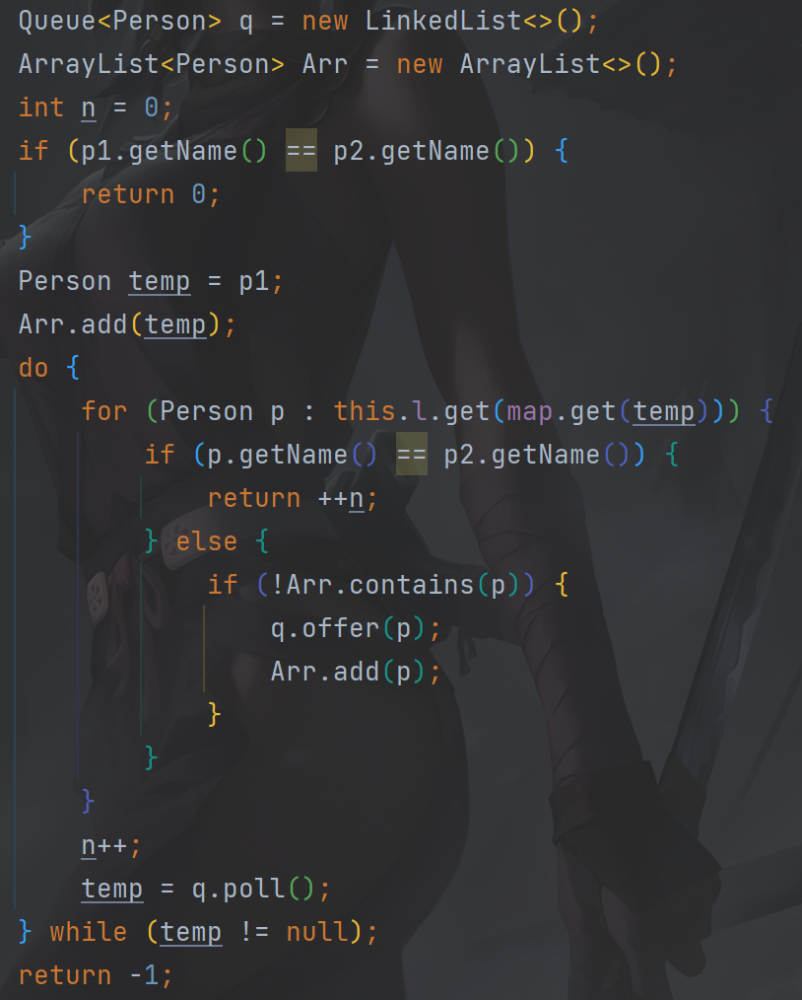 Queue<Person> q = new LinkedList<>();
ArrayList<Person> Arr = new ArrayList<>();
int n = 0;
if (p1.getName() == p2.getName()) {
    return 0;
}
Person temp = p1;
Arr.add(temp);
do {
    for (Person p : this.l.get(map.get(temp))) {
        if (p.getName() == p2.getName()) {
            return ++n;
        } else {
            if (!Arr.contains(p)) {
                q.offer(p);
                Arr.add(p);
            }
        }
    }
    n++;
    temp = q.poll();
} while (temp != null);
return -1;